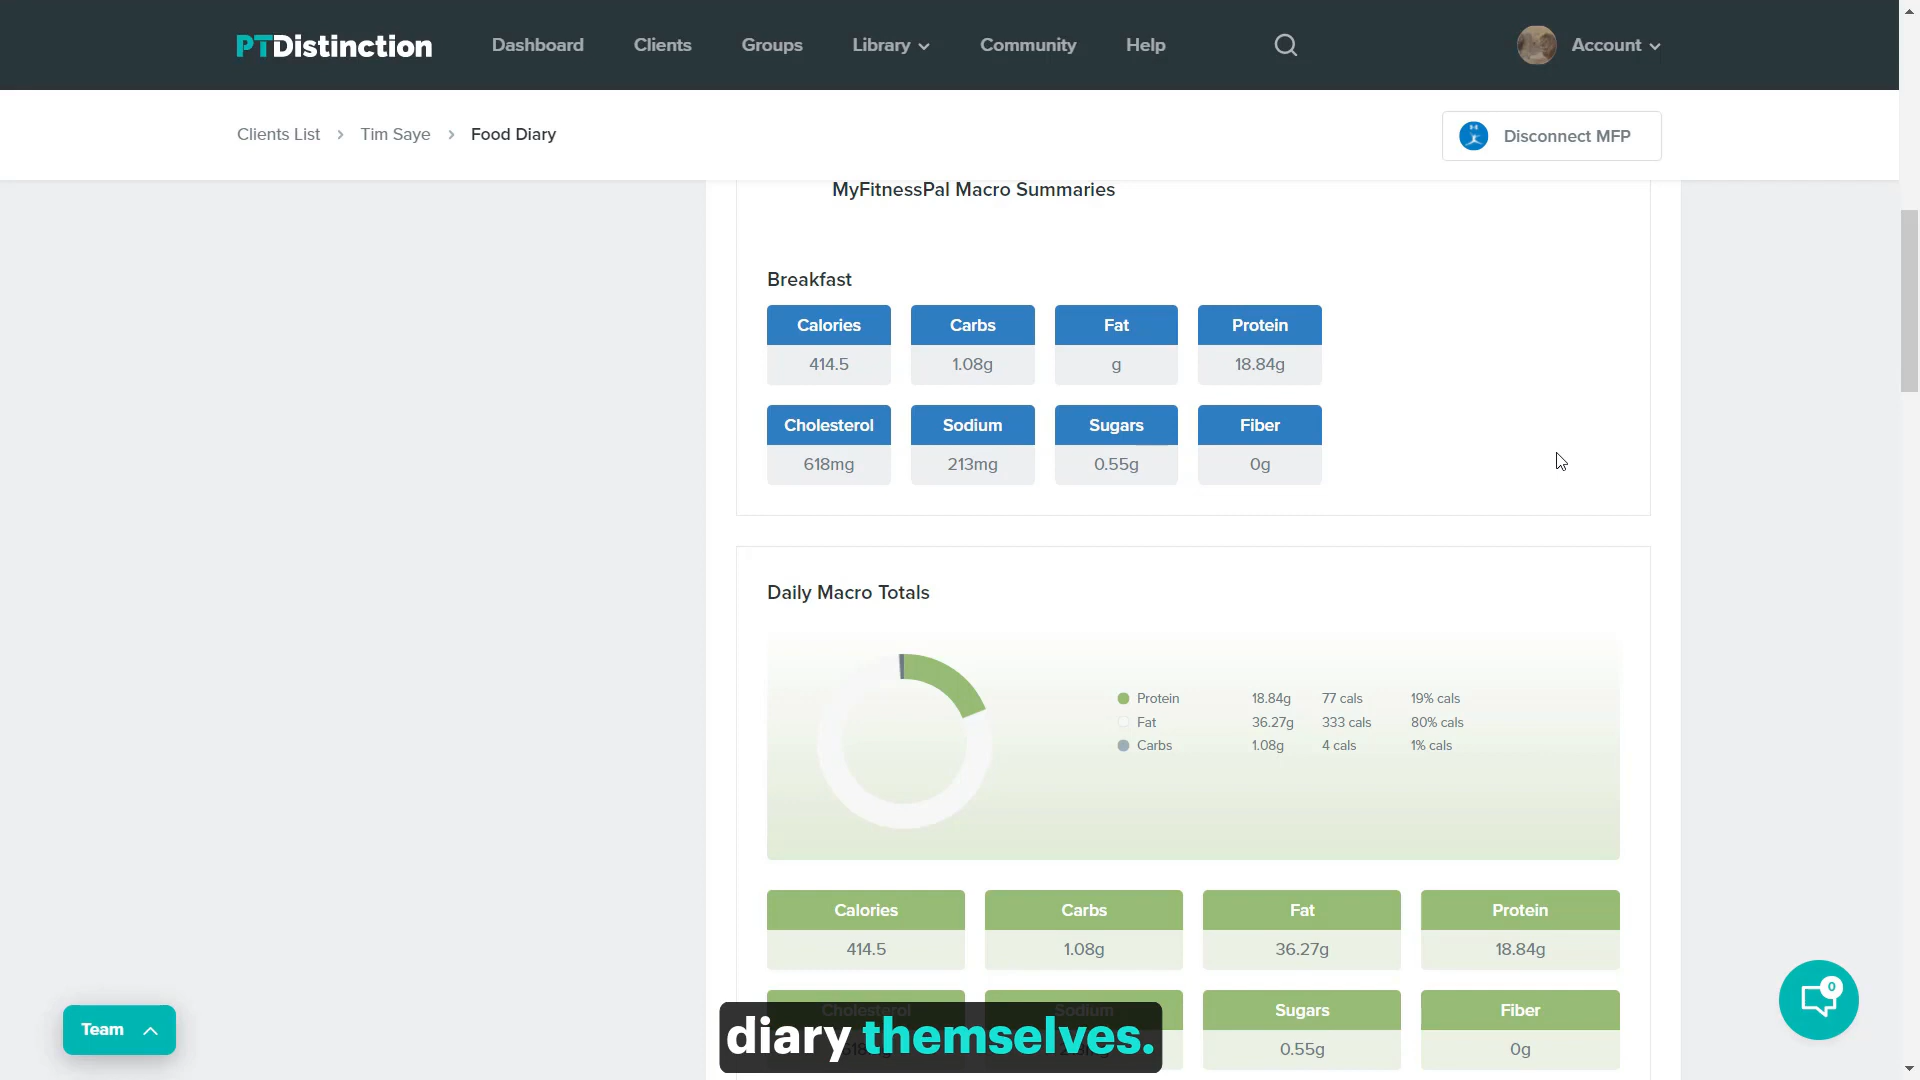 PTDistinction Dashboard Clients Groups Library Community Help Account
Clients List > Tim Saye > Food Diary Disconnect MFP
MyFitnessPal Macro Summaries
Breakfast
Calories Carbs Fat Protein
414.5 1.08g g 18.84g
Cholesterol Sodium Sugars Fiber
618mg 213mg 0.55g 0g
Daily Macro Totals
Protein 18.84g 77 cals 19% cals
Fat 36.27g 333 cals 80% cals
Carbs 1.08g 4 cals 1% cals
Calories Carbs Fat Protein
414.5 1.08g 36.27g 18.84g
Cholesterol Sodium Sugars Fiber
0.55g 0g
diary themselves.
Team
0